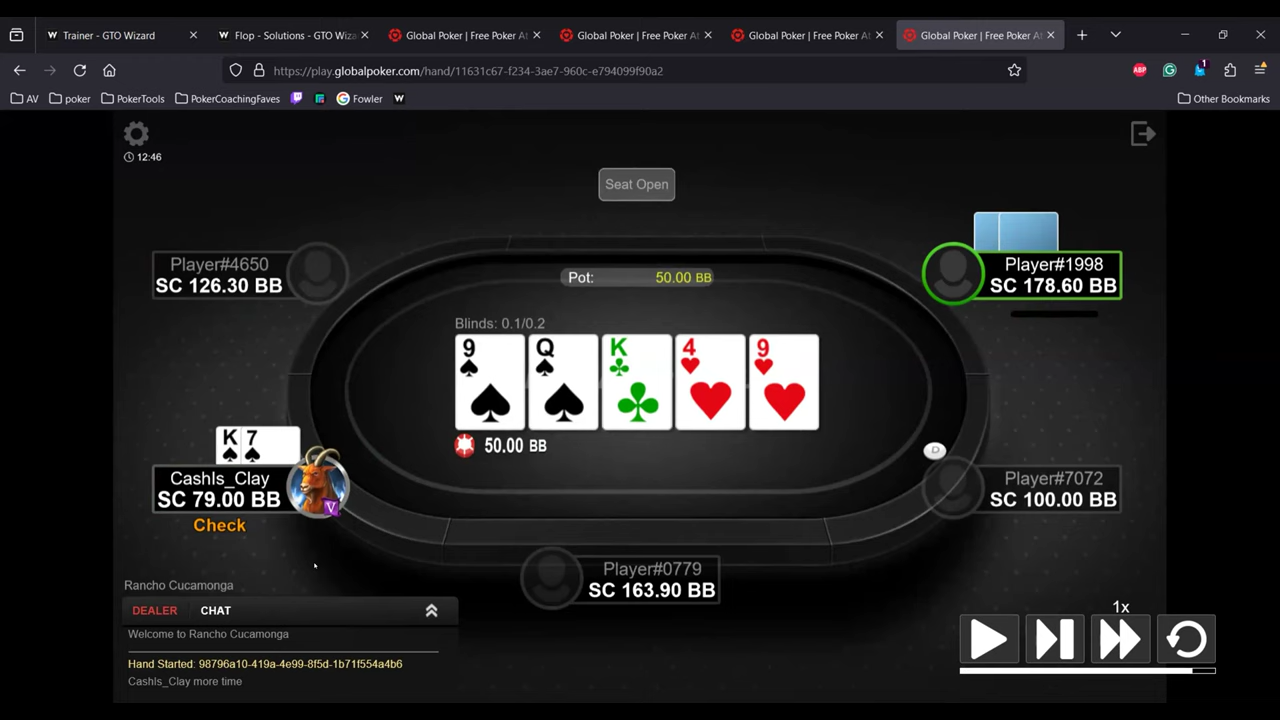 Trainer - GTO Wizard
Flop - Solutions - GTO Wiza
Global Poker | Free Poker At
Global Poker | Free Poker At
Global Poker | Free Poker At
Global Poker | Free Poker At
https://play.globalpoker.com/hand/11631c67-f234-3ae7-960c-e794099f90a2
ABP
1
AV
poker
PokerTools
PokerCoachingFaves
Fowler
Other Bookmarks
12:46
Seat Open
Player#4650
SC 126.30 BB
Player#1998
SC 178.60 BB
Pot: 50.00 BB
Blinds: 0.1/0.2
9 Q K 4 9
50.00 BB
K 7
CashIs_Clay
SC 79.00 BB
V
Check
D
Player#7072
SC 100.00 BB
Player#0779
SC 163.90 BB
Rancho Cucamonga
DEALER CHAT
Welcome to Rancho Cucamonga
Hand Started: 98796a10-419a-4e99-8f5d-1b71f554a4b6
CashIs_Clay more time
1x